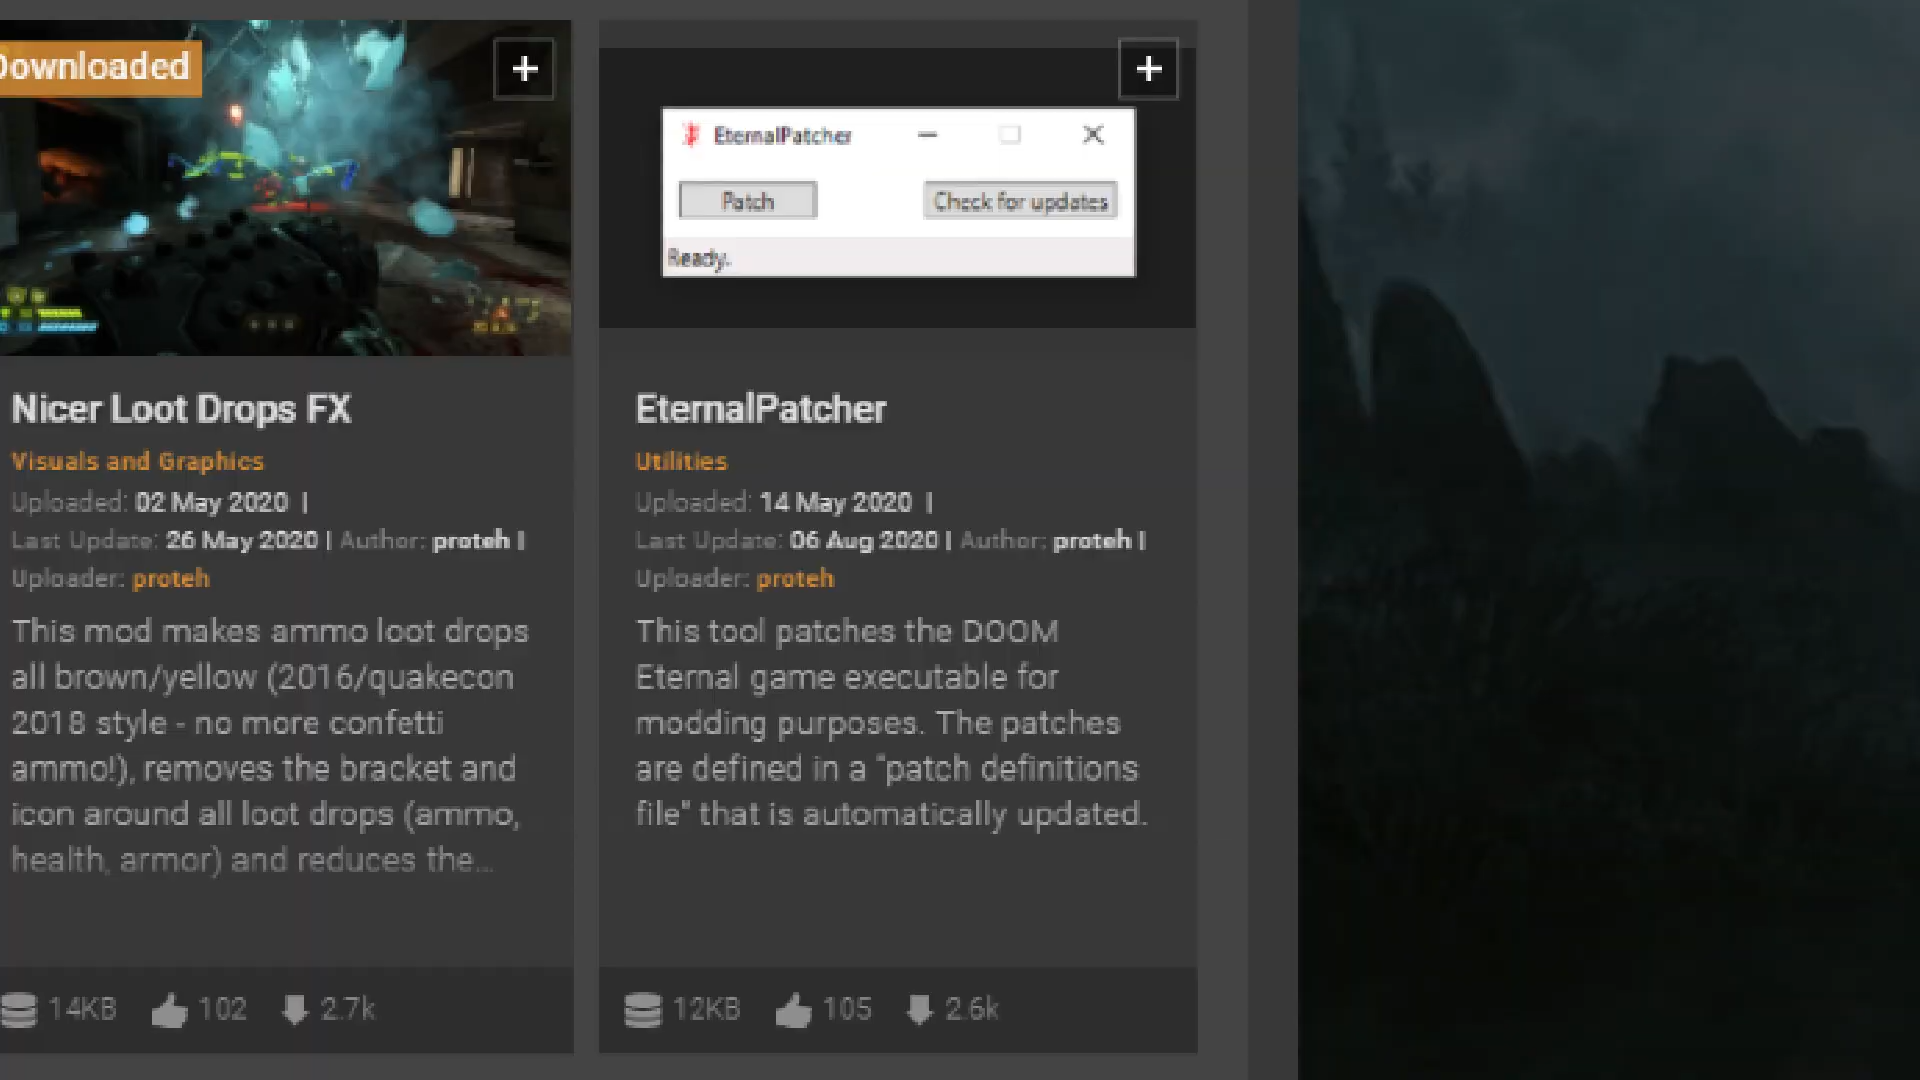 Downloaded
Nicer Loot Drops FX
Visuals and Graphics
Uploaded: 02 May 2020 |
Last Update: 26 May 2020 | Author: proteh |
Uploader: proteh
This mod makes ammo loot drops
all brown/yellow (2016/quakecon
2018 style - no more confetti
ammo!), removes the bracket and
icon around all loot drops (ammo,
health, armor) and reduces the...
14KB 102 2.7k
EternalPatcher
Patch Check for updates
Ready.
EternalPatcher
Utilities
Uploaded: 14 May 2020 |
Last Update: 06 Aug 2020 | Author: proteh |
Uploader: proteh
This tool patches the DOOM
Eternal game executable for
modding purposes. The patches
are defined in a "patch definitions
file" that is automatically updated.
12KB 105 2.6k